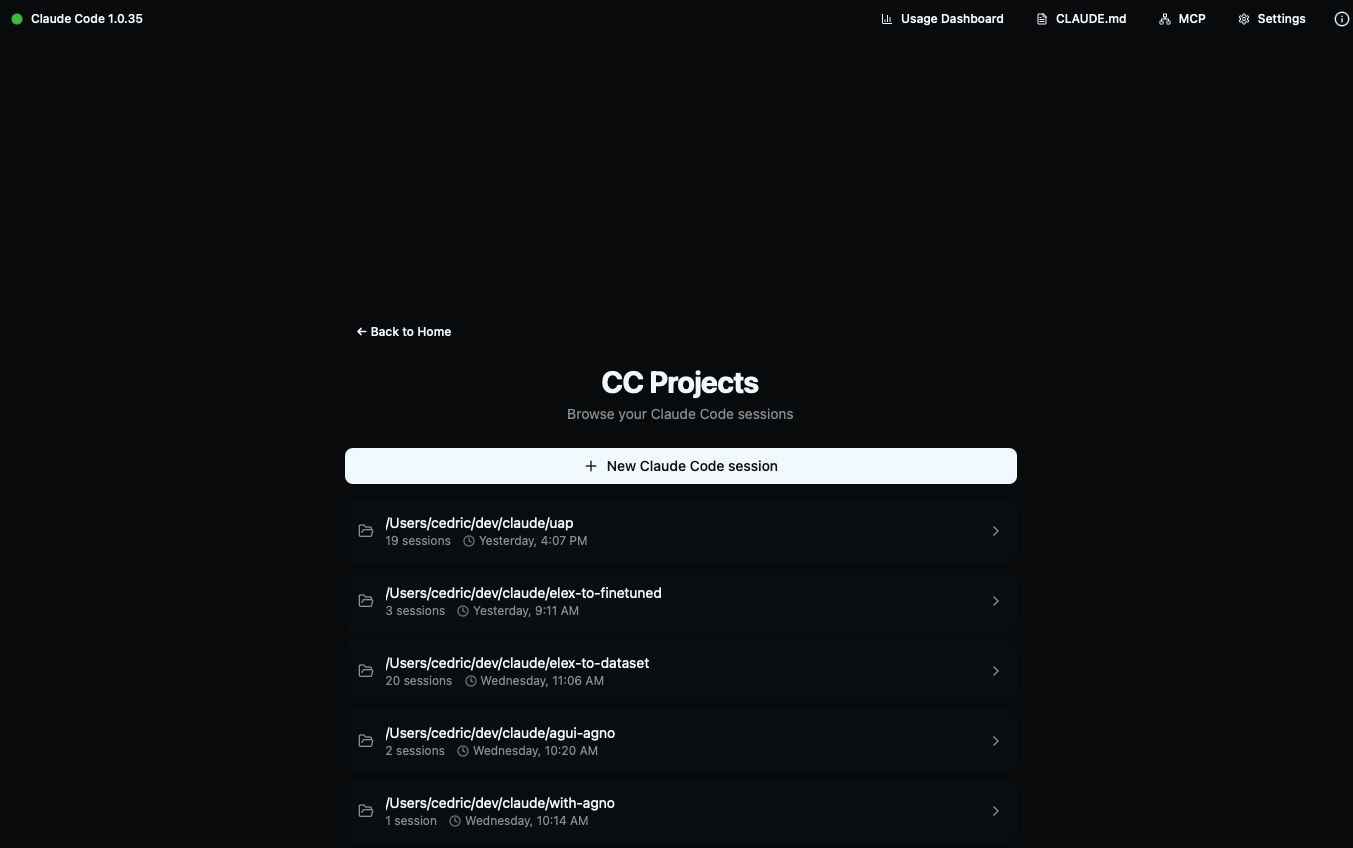 Claude Code 1.0.35
Usage Dashboard
CLAUDE.md
MCP
Settings
← Back to Home
CC Projects
Browse your Claude Code sessions
+ New Claude Code session
/Users/cedric/dev/claude/uap
19 sessions Yesterday, 4:07 PM
/Users/cedric/dev/claude/elex-to-finetuned
3 sessions Yesterday, 9:11 AM
/Users/cedric/dev/claude/elex-to-dataset
20 sessions Wednesday, 11:06 AM
/Users/cedric/dev/claude/agui-agno
2 sessions Wednesday, 10:20 AM
/Users/cedric/dev/claude/with-agno
1 session Wednesday, 10:14 AM